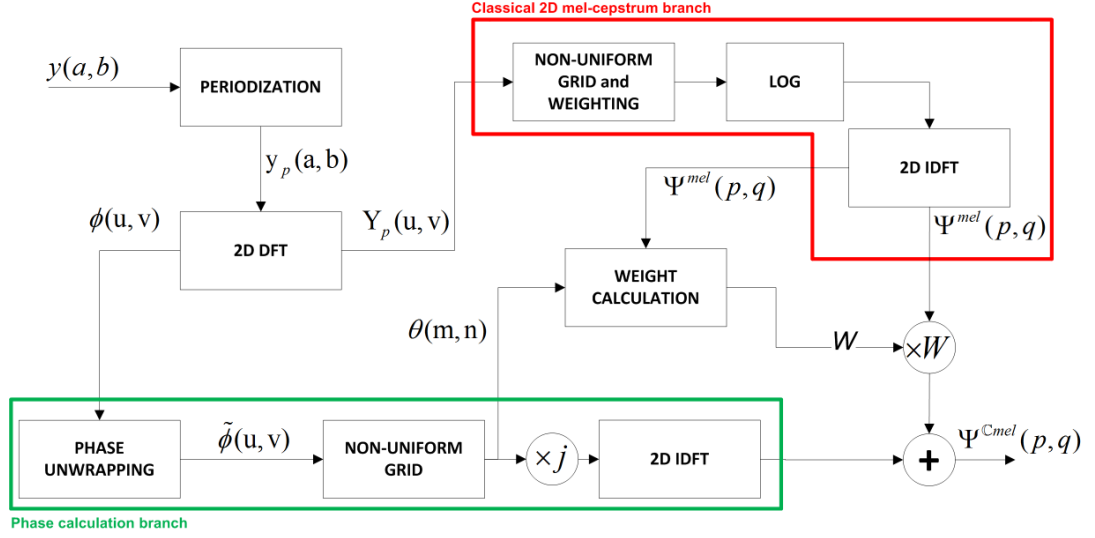 Classical 2D mel-cepstrum branch
y(a,b)
PERIODIZATION
NON-UNIFORM
GRID and
WEIGHTING
LOG
y_p(a,b)
2D IDFT
Ψ^{mel}(p,q)
ϕ(u,v)
Y_p(u,v)
Ψ^{mel}(p,q)
2D DFT
WEIGHT
CALCULATION
θ(m,n)
W
×W
PHASE
UNWRAPPING
ϕ̃(u,v)
NON-UNIFORM
GRID
×j
2D IDFT
+
Ψ^{ℂmel}(p,q)
Phase calculation branch